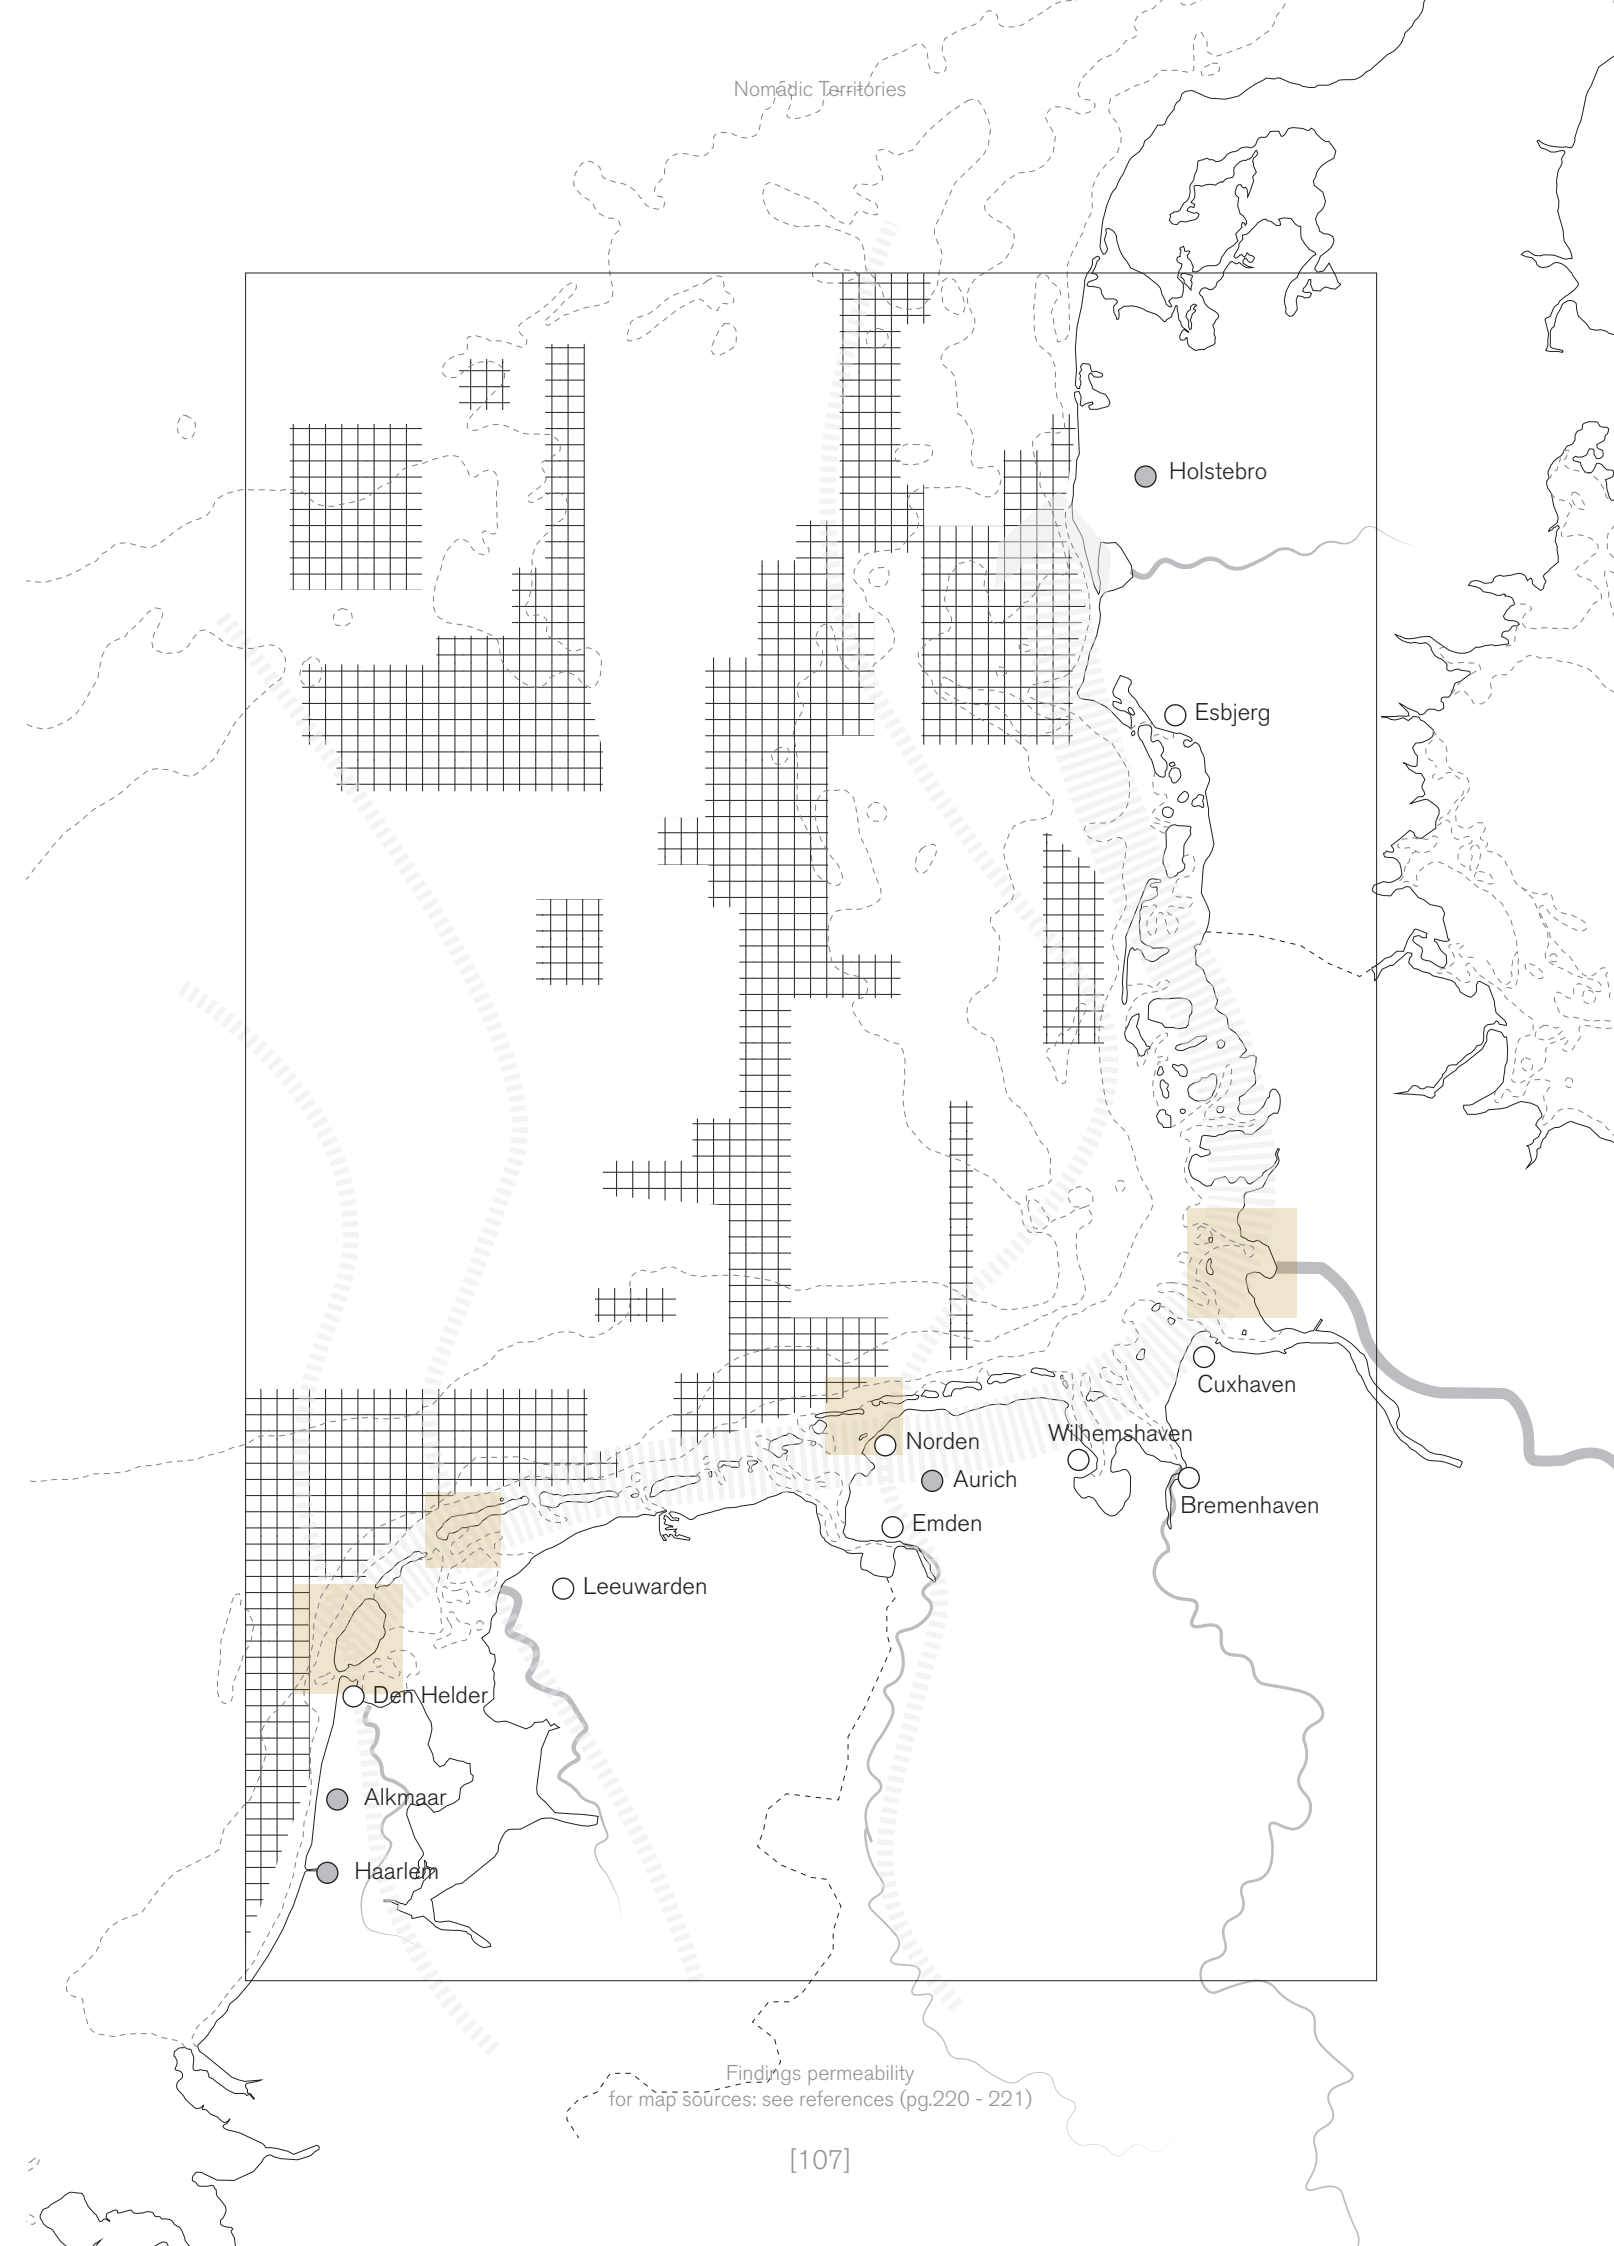 Nomadic Territories
Holstebro
Esbjerg
Cuxhaven
Wilhemshaven
Norden
Aurich
Bremenhaven
Emden
Leeuwarden
Den Helder
Alkmaar
Haarlem
Findings permeability
for map sources: see references (pg.220 - 221)
[107]